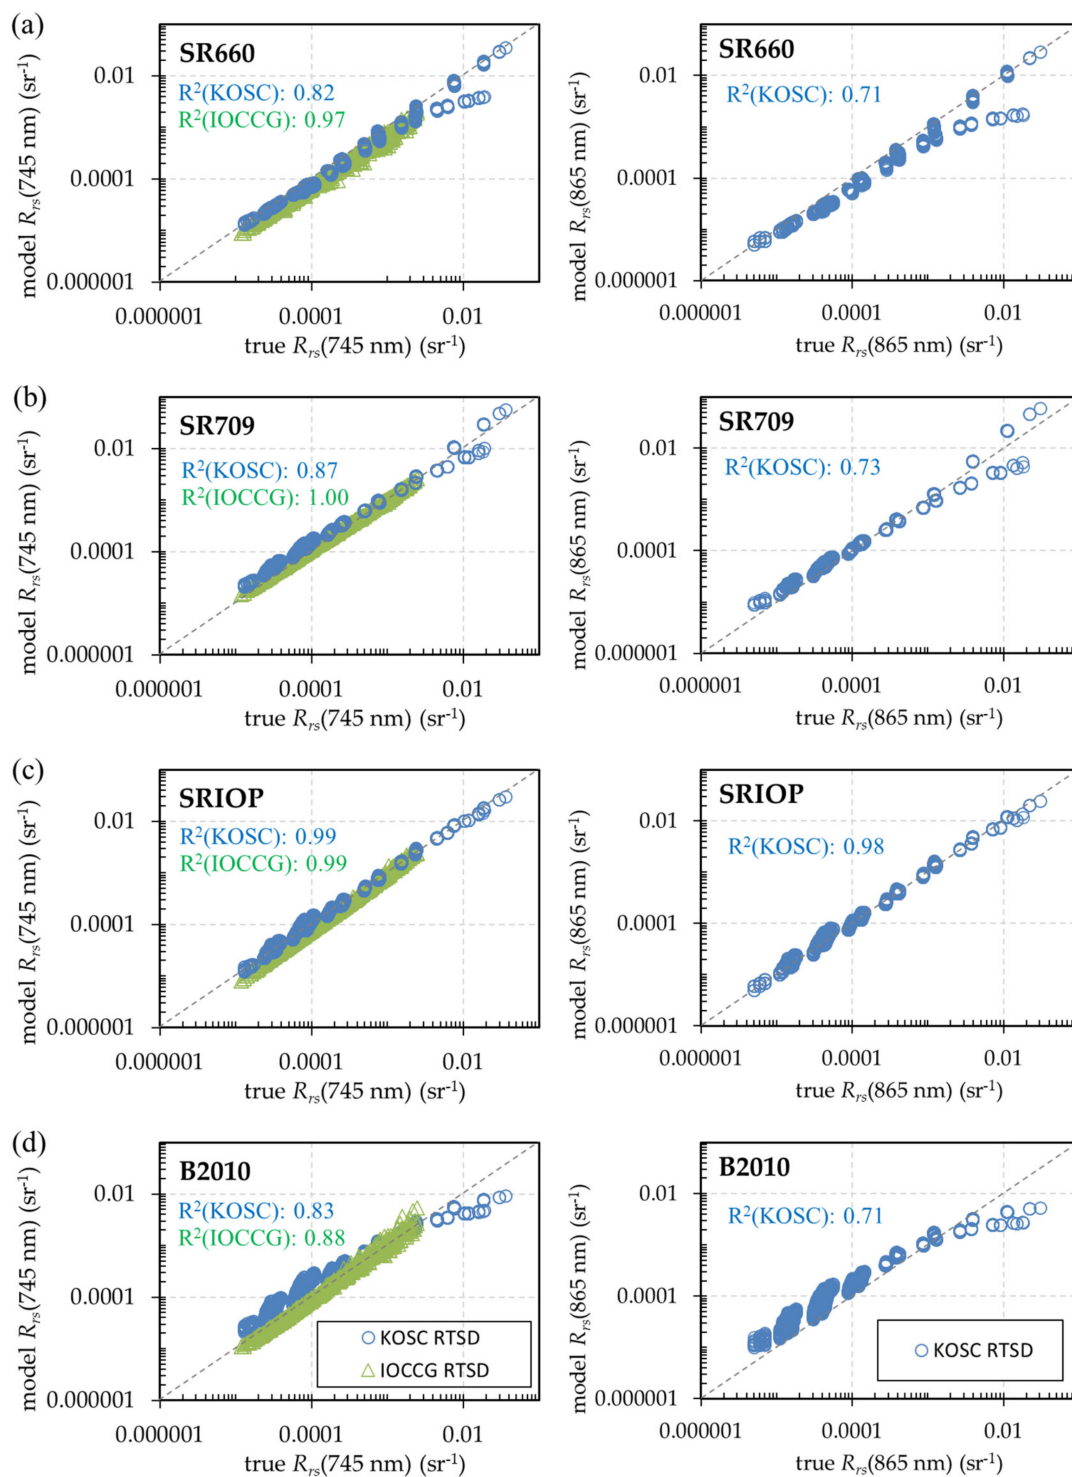 (a)
SR660
R²(KOSC): 0.82
R²(IOCCG): 0.97
model Rrs(745 nm) (sr⁻¹)
0.01
0.0001
0.000001
0.000001 0.0001 0.01
true Rrs(745 nm) (sr⁻¹)
SR660
R²(KOSC): 0.71
model Rrs(865 nm) (sr⁻¹)
0.01
0.0001
0.000001
0.000001 0.0001 0.01
true Rrs(865 nm) (sr⁻¹)
(b)
SR709
R²(KOSC): 0.87
R²(IOCCG): 1.00
model Rrs(745 nm) (sr⁻¹)
0.01
0.0001
0.000001
0.000001 0.0001 0.01
true Rrs(745 nm) (sr⁻¹)
SR709
R²(KOSC): 0.73
model Rrs(865 nm) (sr⁻¹)
0.01
0.0001
0.000001
0.000001 0.0001 0.01
true Rrs(865 nm) (sr⁻¹)
(c)
SRIOP
R²(KOSC): 0.99
R²(IOCCG): 0.99
model Rrs(745 nm) (sr⁻¹)
0.01
0.0001
0.000001
0.000001 0.0001 0.01
true Rrs(745 nm) (sr⁻¹)
SRIOP
R²(KOSC): 0.98
model Rrs(865 nm) (sr⁻¹)
0.01
0.0001
0.000001
0.000001 0.0001 0.01
true Rrs(865 nm) (sr⁻¹)
(d)
B2010
R²(KOSC): 0.83
R²(IOCCG): 0.88
model Rrs(745 nm) (sr⁻¹)
0.01
0.0001
0.000001
KOSC RTSD
IOCCG RTSD
0.000001 0.0001 0.01
true Rrs(745 nm) (sr⁻¹)
B2010
R²(KOSC): 0.71
model Rrs(865 nm) (sr⁻¹)
0.01
0.0001
0.000001
KOSC RTSD
0.000001 0.0001 0.01
true Rrs(865 nm) (sr⁻¹)